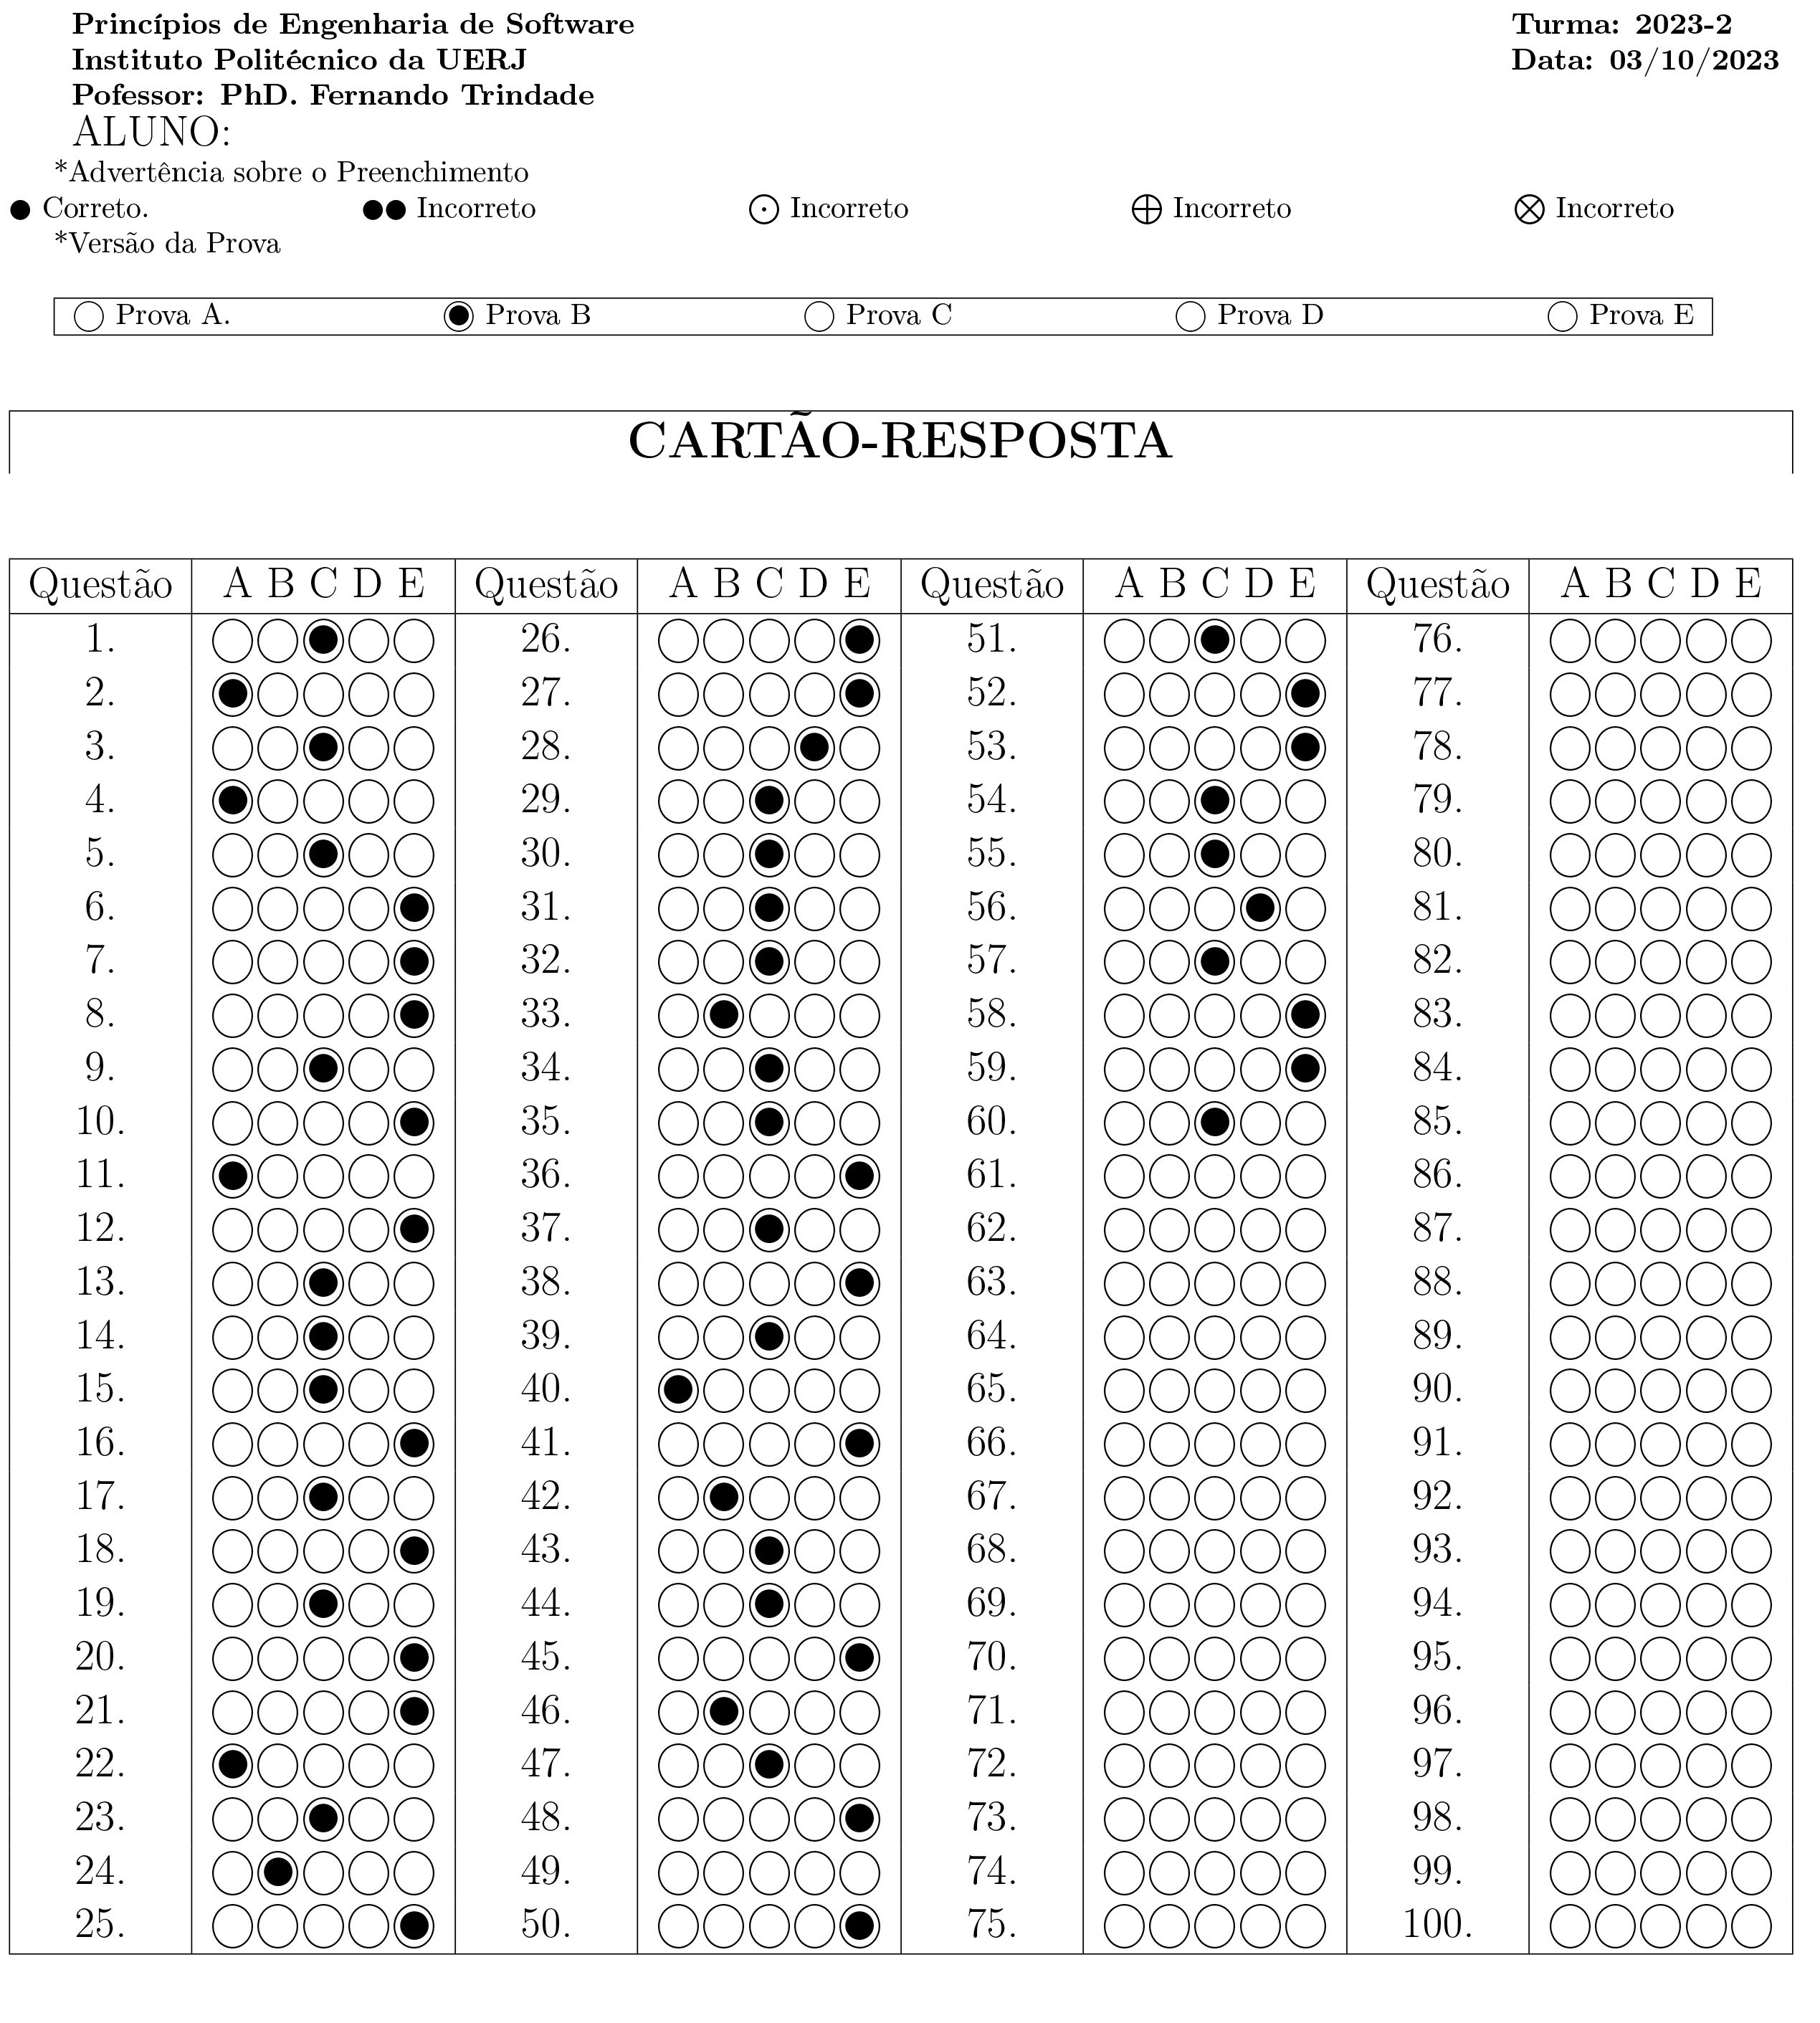 Princípios de Engenharia de Software Turma: 2023-2
Instituto Politécnico da UERJ Data: 03/10/2023
Pofessor: PhD. Fernando Trindade
ALUNO:
*Advertência sobre o Preenchimento
● Correto. ●● Incorreto ⊙ Incorreto ⊕ Incorreto ⊗ Incorreto
*Versão da Prova
Prova A. Prova B Prova C Prova D Prova E
CARTÃO-RESPOSTA
Questão A B C D E Questão A B C D E Questão A B C D E Questão A B C D E
1. 26. 51. 76.
2. 27. 52. 77.
3. 28. 53. 78.
4. 29. 54. 79.
5. 30. 55. 80.
6. 31. 56. 81.
7. 32. 57. 82.
8. 33. 58. 83.
9. 34. 59. 84.
10. 35. 60. 85.
11. 36. 61. 86.
12. 37. 62. 87.
13. 38. 63. 88.
14. 39. 64. 89.
15. 40. 65. 90.
16. 41. 66. 91.
17. 42. 67. 92.
18. 43. 68. 93.
19. 44. 69. 94.
20. 45. 70. 95.
21. 46. 71. 96.
22. 47. 72. 97.
23. 48. 73. 98.
24. 49. 74. 99.
25. 50. 75. 100.